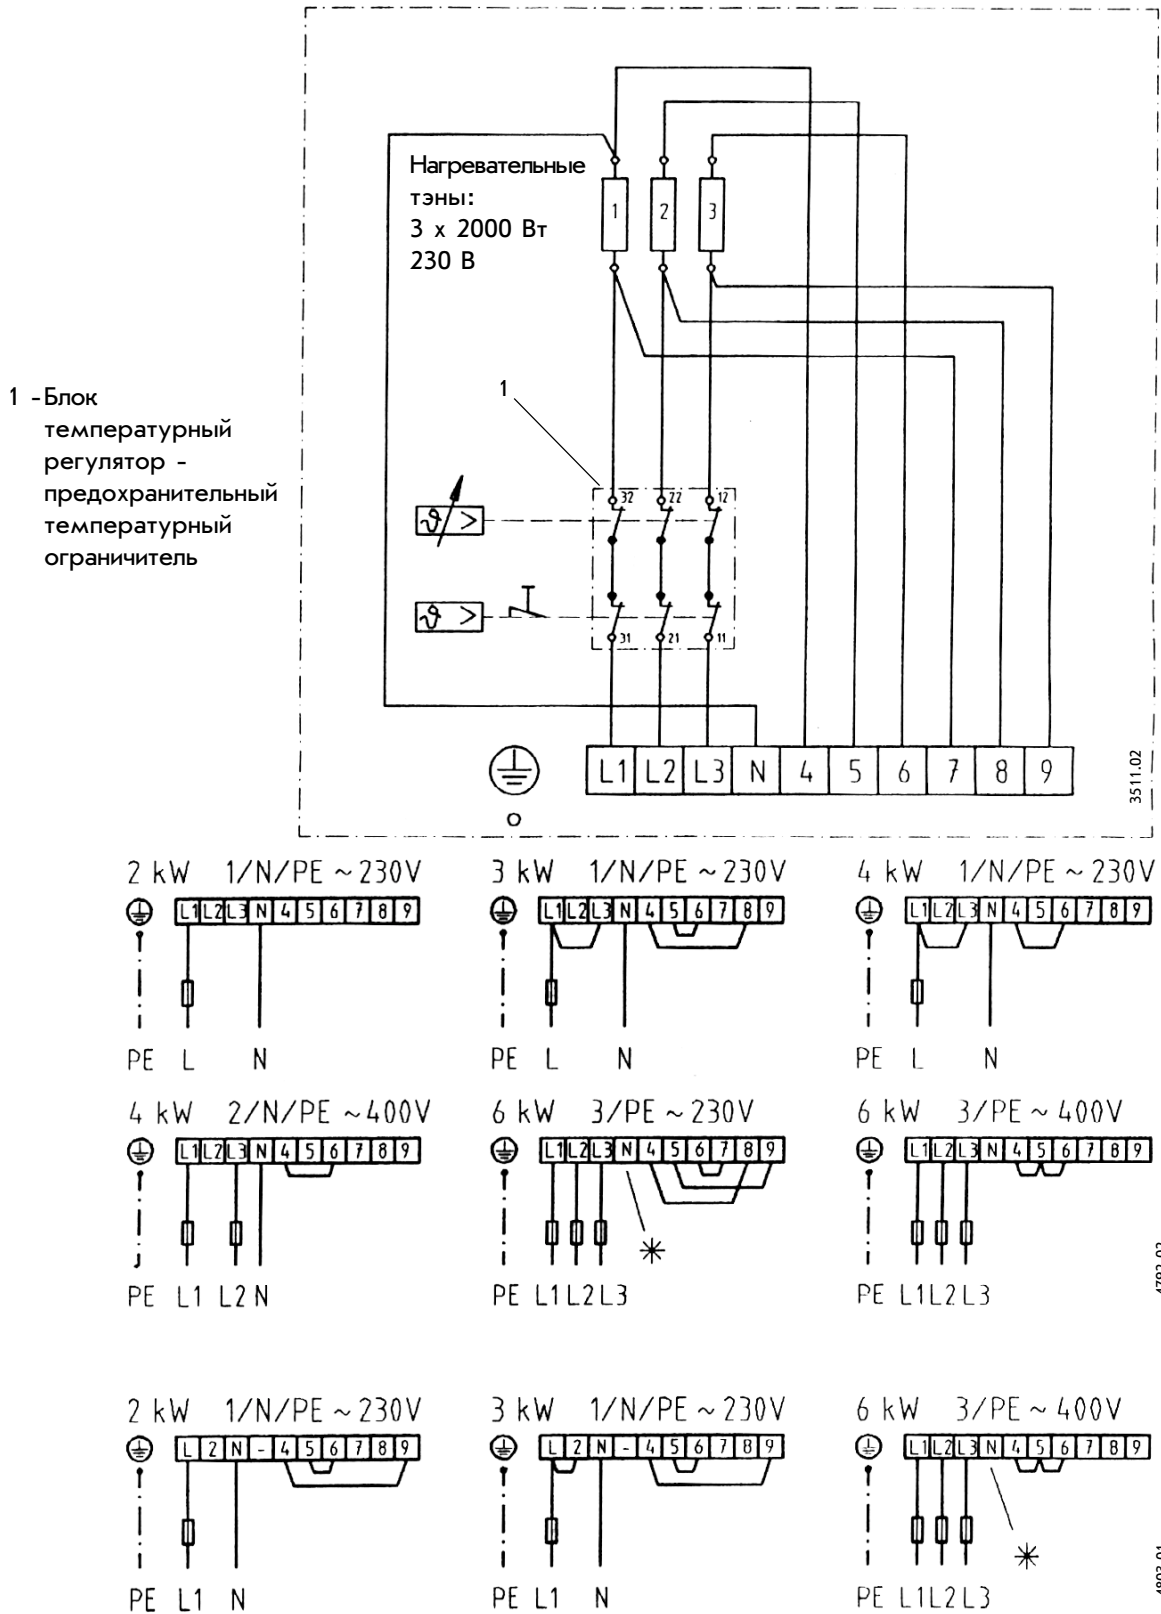 Нагревательные
тэны:
3 x 2000 Вт
230 В
1 2 3
1 - Блок
температурный
регулятор -
предохранительный
температурный
ограничитель
1
32 22 12
ϑ >
ϑ >
31 21 11
L1 L2 L3 N 4 5 6 7 8 9
3511.02
2 kW 1/N/PE ~ 230V
L1 L2 L3 N 4 5 6 7 8 9
PE L N
3 kW 1/N/PE ~ 230V
L1 L2 L3 N 4 5 6 7 8 9
PE L N
4 kW 1/N/PE ~ 230V
L1 L2 L3 N 4 5 6 7 8 9
PE L N
4 kW 2/N/PE ~ 400V
L1 L2 L3 N 4 5 6 7 8 9
PE L1 L2 N
6 kW 3/PE ~ 230V
L1 L2 L3 N 4 5 6 7 8 9
PE L1 L2 L3
6 kW 3/PE ~ 400V
L1 L2 L3 N 4 5 6 7 8 9
PE L1 L2 L3
2 kW 1/N/PE ~ 230V
L 2 N - 4 5 6 7 8 9
PE L1 N
3 kW 1/N/PE ~ 230V
L 2 N - 4 5 6 7 8 9
PE L1 N
6 kW 3/PE ~ 400V
L1 L2 L3 N 4 5 6 7 8 9
PE L1 L2 L3